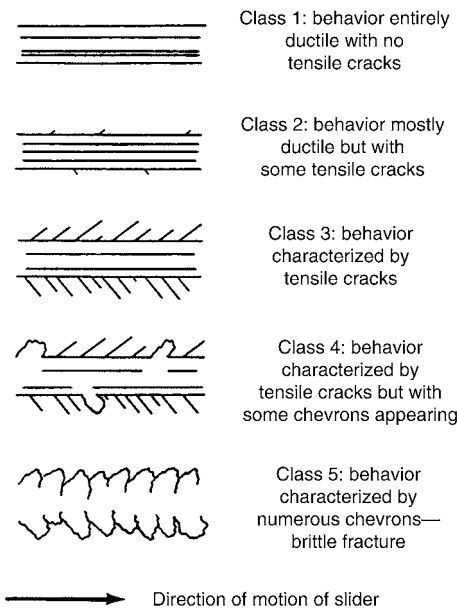 Class 1: behavior entirely
ductile with no
tensile cracks
Class 2: behavior mostly
ductile but with
some tensile cracks
Class 3: behavior
characterized by
tensile cracks
Class 4: behavior
characterized by
tensile cracks but with
some chevrons appearing
Class 5: behavior
characterized by
numerous chevrons—
brittle fracture
Direction of motion of slider